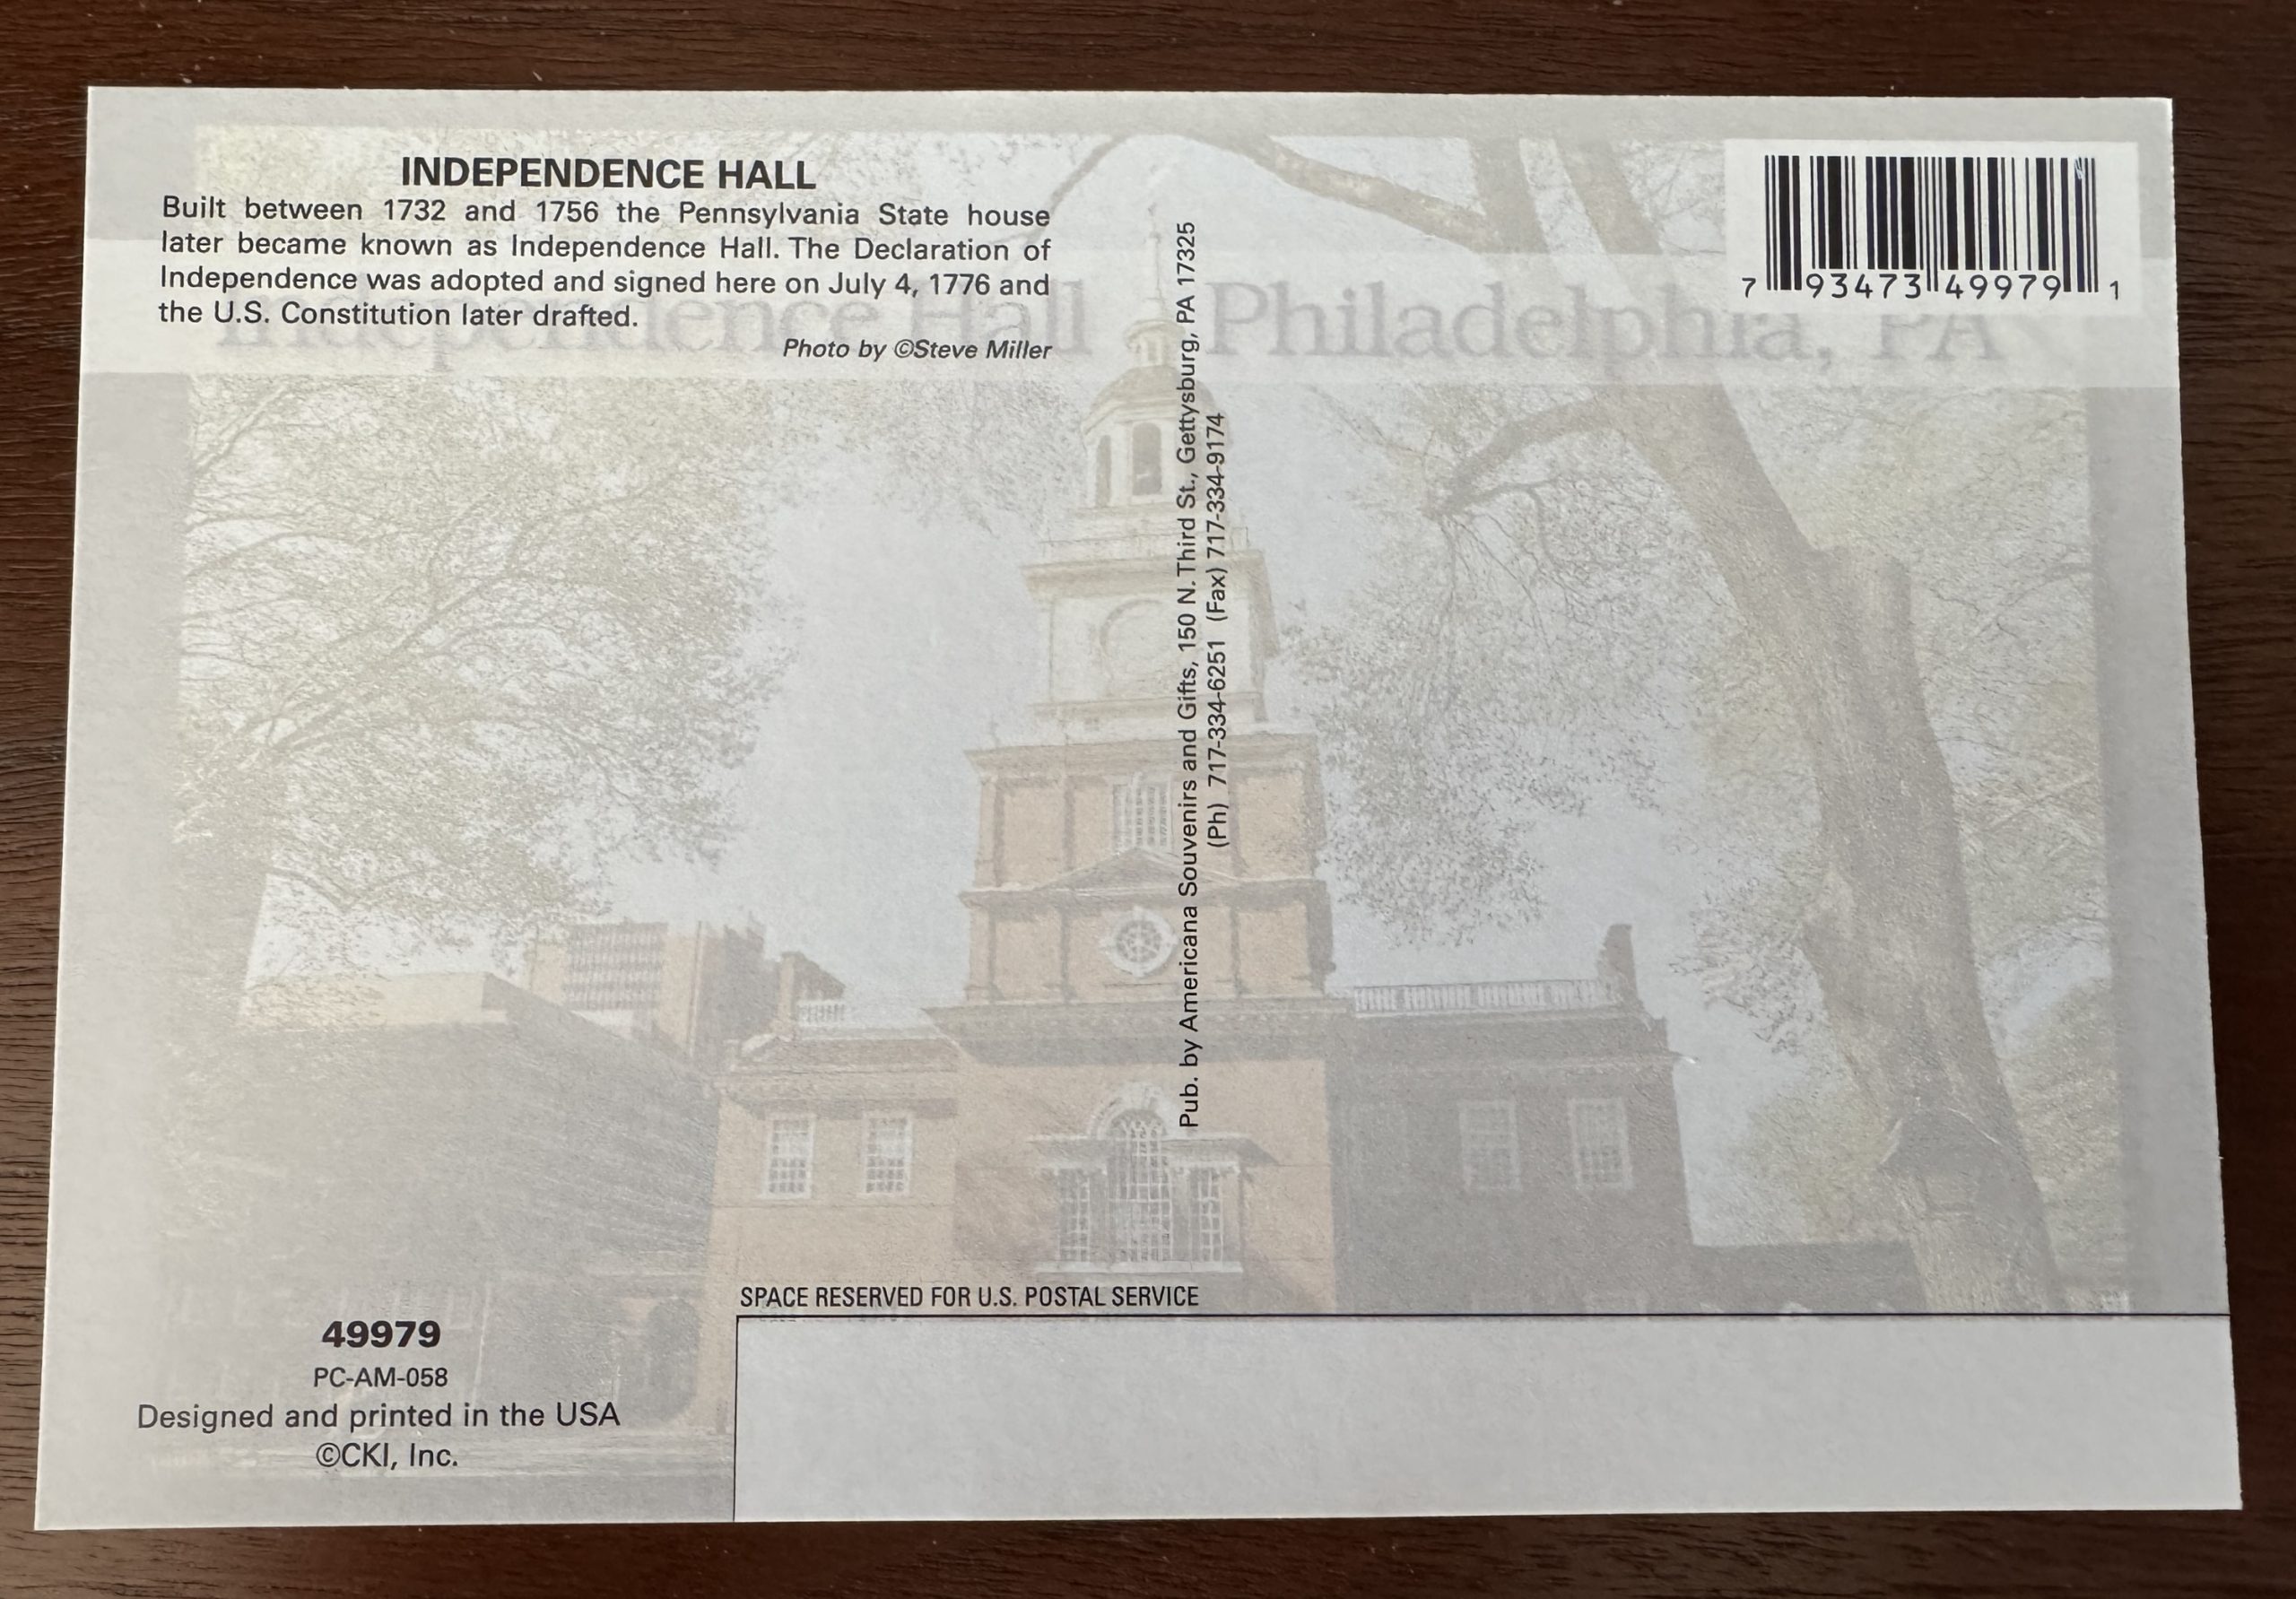 INDEPENDENCE HALL
Built between 1732 and 1756 the Pennsylvania State house
later became known as Independence Hall. The Declaration of
Independence was adopted and signed here on July 4, 1776 and
the U.S. Constitution later drafted.
Photo by ©Steve Miller
Independence Hall Philadelphia, PA
7 93473 49979 1
Pub. by Americana Souvenirs and Gifts, 150 N. Third St., Gettysburg, PA 17325
(Ph) 717-334-6251 (Fax) 717-334-9174
SPACE RESERVED FOR U.S. POSTAL SERVICE
49979
PC-AM-058
Designed and printed in the USA
©CKI, Inc.